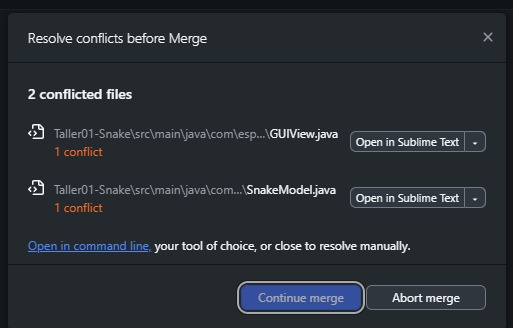 Resolve conflicts before Merge
2 conflicted files
Taller01-Snake\src\main\java\com\esp...\GUIView.java
Open in Sublime Text
1 conflict
Taller01-Snake\src\main\java\com...\SnakeModel.java
Open in Sublime Text
1 conflict
Open in command line, your tool of choice, or close to resolve manually.
Continue merge
Abort merge